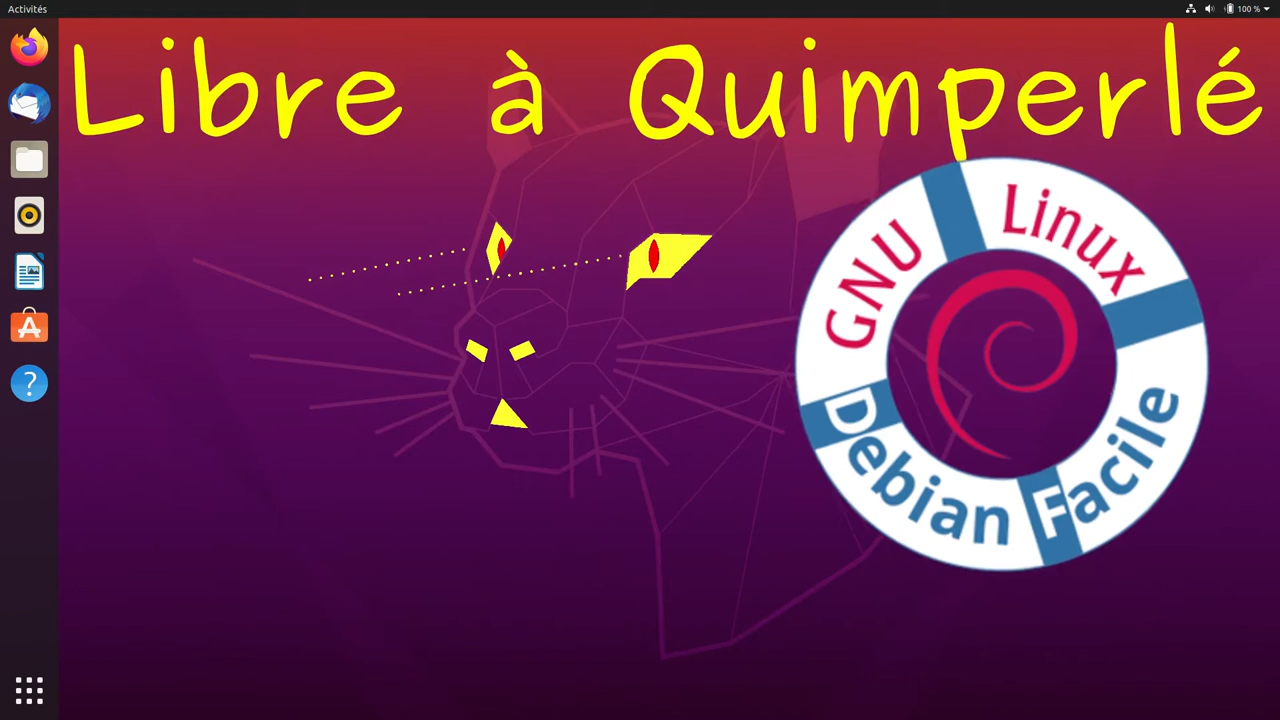 Activités
100 %
Libre à Quimperlé
GNU Linux
Debian Facile
?